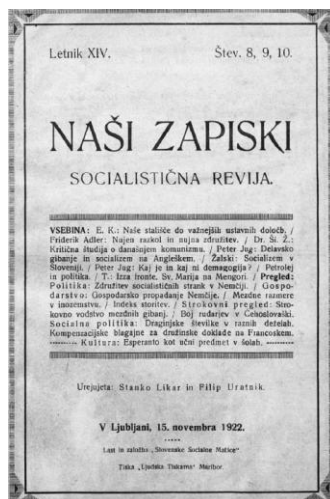 Letnik XIV. Štev. 8, 9, 10.
NAŠI ZAPISKI
SOCIALISTIČNA REVIJA.
VSEBINA: E. K.: Naše stališče do važnejših ustavnih določb. /
Friderik Adler: Nujen razkol in nujna združitev. / Dr. Ši. Ž.:
Kritična študija o današnjem komunizmu. / Peter Jug: Delavsko
gibanje in socializem na Angleškem. / Žalski: Socializem v
Sloveniji. / Peter Jug: Kaj je in kaj ni demagogija? / Petrolej
in politika. / T.: Izza fronte. Sv. Marija na Mengori. / Pregled:
Politika: Združitev socialističnih strank v Nemčiji. / Gospo-
darstvo: Gospodarsko propadanje Nemčije. / Mezdne razmere
v inozemstvu. / Indeks storitev. / Strokovni pregled: Stro-
kovno vodstvo mezdnih gibanj. / Boj rudarjev v Čehoslovaški.
Socialna politika: Draginjske številke v raznih deželah.
Kompenzacijske blagajne za družinske doklade na Francoskem.
Kultura: Esperanto kot učni predmet v šolah.
Urejujeta: Stanko Likar in Filip Uratnik.
V Ljubljani, 15. novembra 1922.
Last in založba „Slovenske Socialne Matice“.
Tiska „Ljudska Tiskarna“ Maribor.